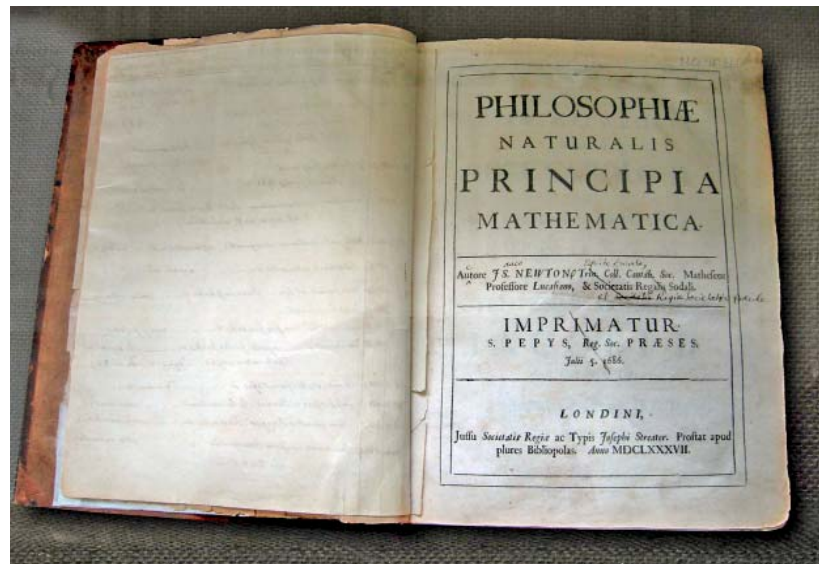 PHILOSOPHIÆ
NATURALIS
PRINCIPIA
MATHEMATICA.
Autore JS. NEWTON, Trin. Coll. Cantab. Soc. Matheseos
Professore Lucasiano, & Societatis Regalis Sodali.
Regiæ Societatis
IMPRIMATUR.
S. PEPYS, Reg. Soc. PRÆSES.
Julii 5. 1686.
LONDINI,
Jussu Societatis Regiæ ac Typis Josephi Streater. Prostat apud
plures Bibliopolas. Anno MDCLXXXVII.